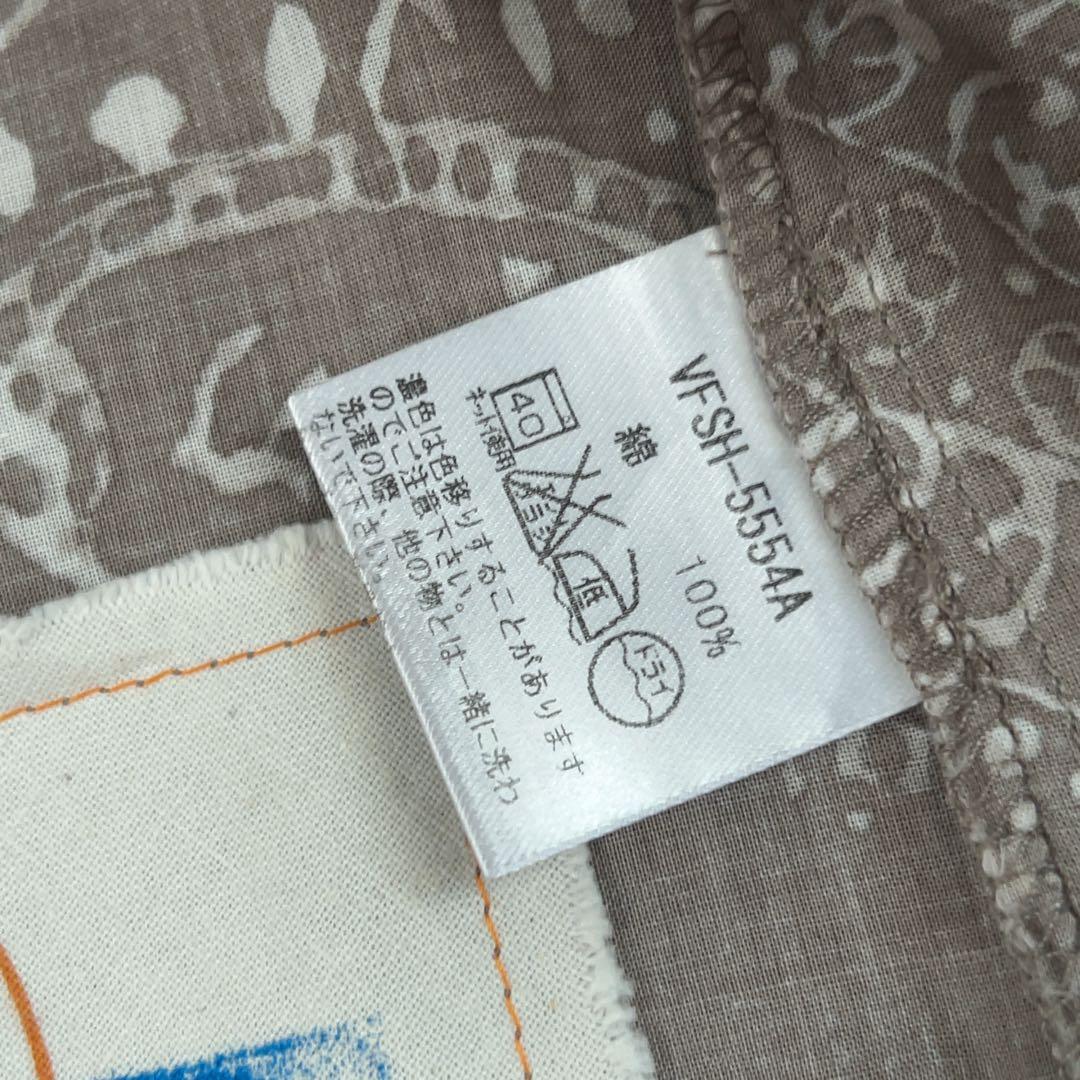 VFSH-5554A
綿 100%
40
ネット使用
エンソ
低
ドライ
濃色は色移りすることがあります
のでご注意下さい。
洗濯の際、他の物とは一緒に洗わ
ないで下さい。